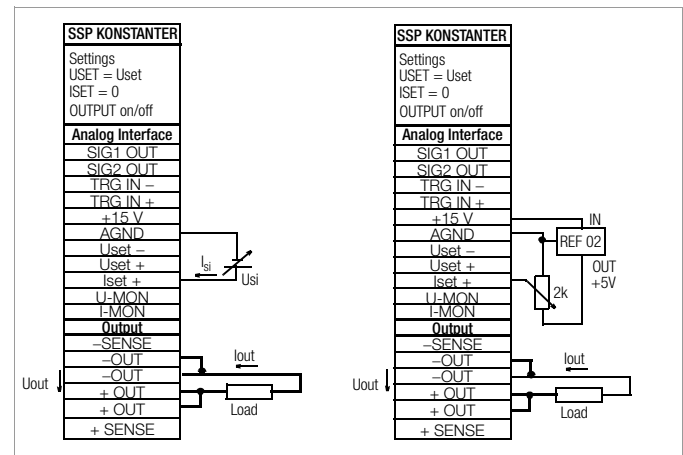 SSP KONSTANTER
Settings
USET = Uset
ISET = 0
OUTPUT on/off
Analog Interface
SIG1 OUT
SIG2 OUT
TRG IN –
TRG IN +
+15 V
AGND
Uset –
Uset +
Iset +
U-MON
I-MON
Output
–SENSE
–OUT
–OUT
+ OUT
+ OUT
+ SENSE
Isi
Usi
Iout
Uout
Load
SSP KONSTANTER
Settings
USET = Uset
ISET = 0
OUTPUT on/off
Analog Interface
SIG1 OUT
SIG2 OUT
TRG IN –
TRG IN +
+15 V
AGND
Uset –
Uset +
Iset +
U-MON
I-MON
Output
–SENSE
–OUT
–OUT
+ OUT
+ OUT
+ SENSE
IN
REF 02
OUT
+5V
2k
Iout
Uout
Load